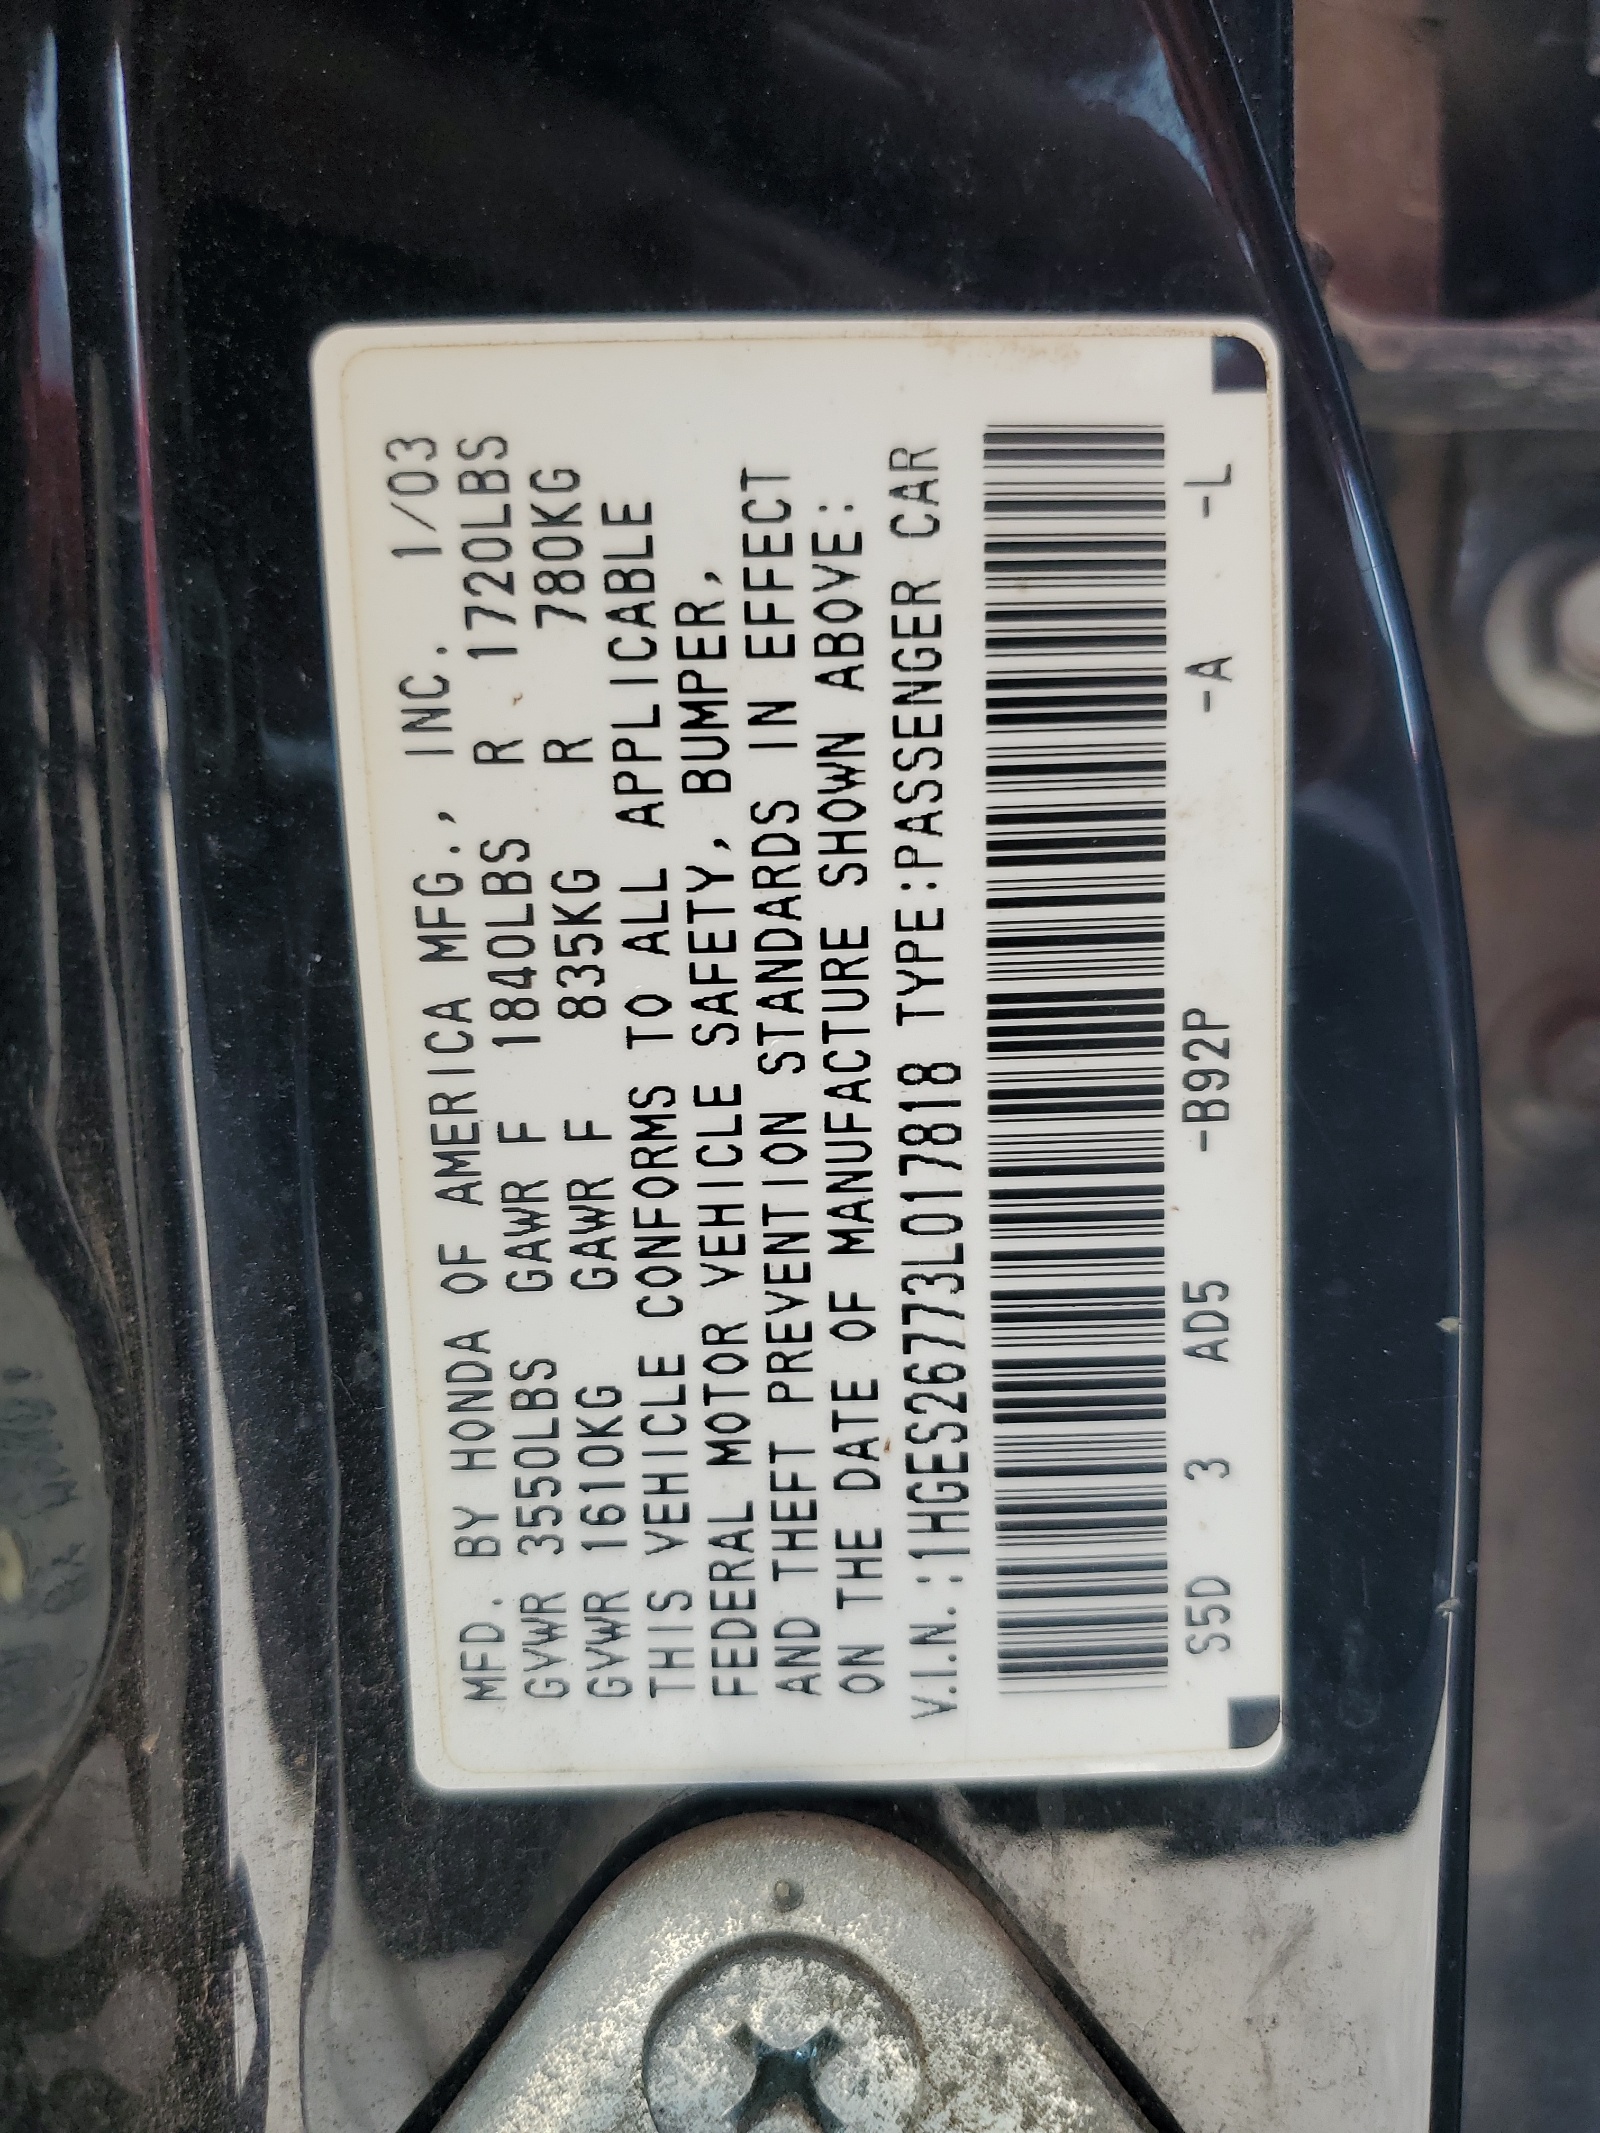 MFD. BY HONDA OF AMERICA MFG., INC. 1/03
GVWR 3550LBS GAWR F 1840LBS R 1720LBS
GVWR 1610KG GAWR F 835KG R 780KG
THIS VEHICLE CONFORMS TO ALL APPLICABLE
FEDERAL MOTOR VEHICLE SAFETY, BUMPER,
AND THEFT PREVENTION STANDARDS IN EFFECT
ON THE DATE OF MANUFACTURE SHOWN ABOVE:
V.I.N.:1HGES26773L017818 TYPE:PASSENGER CAR
S5D 3 AD5 -B92P -A -L